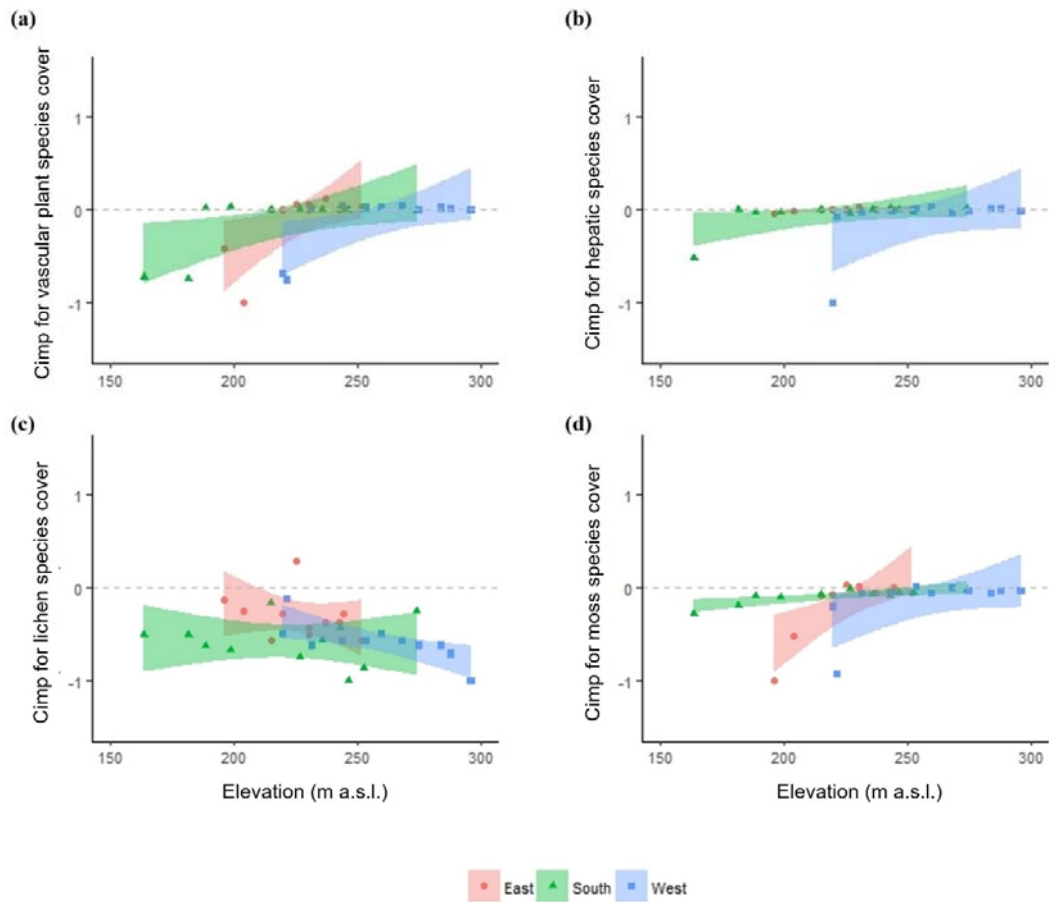 (a)
Cimp for vascular plant species cover
1
0
-1
150 200 250 300
(b)
Cimp for hepatic species cover
1
0
-1
150 200 250 300
(c)
Cimp for lichen species cover
1
0
-1
150 200 250 300
Elevation (m a.s.l.)
(d)
Cimp for moss species cover
1
0
-1
150 200 250 300
Elevation (m a.s.l.)
East South West